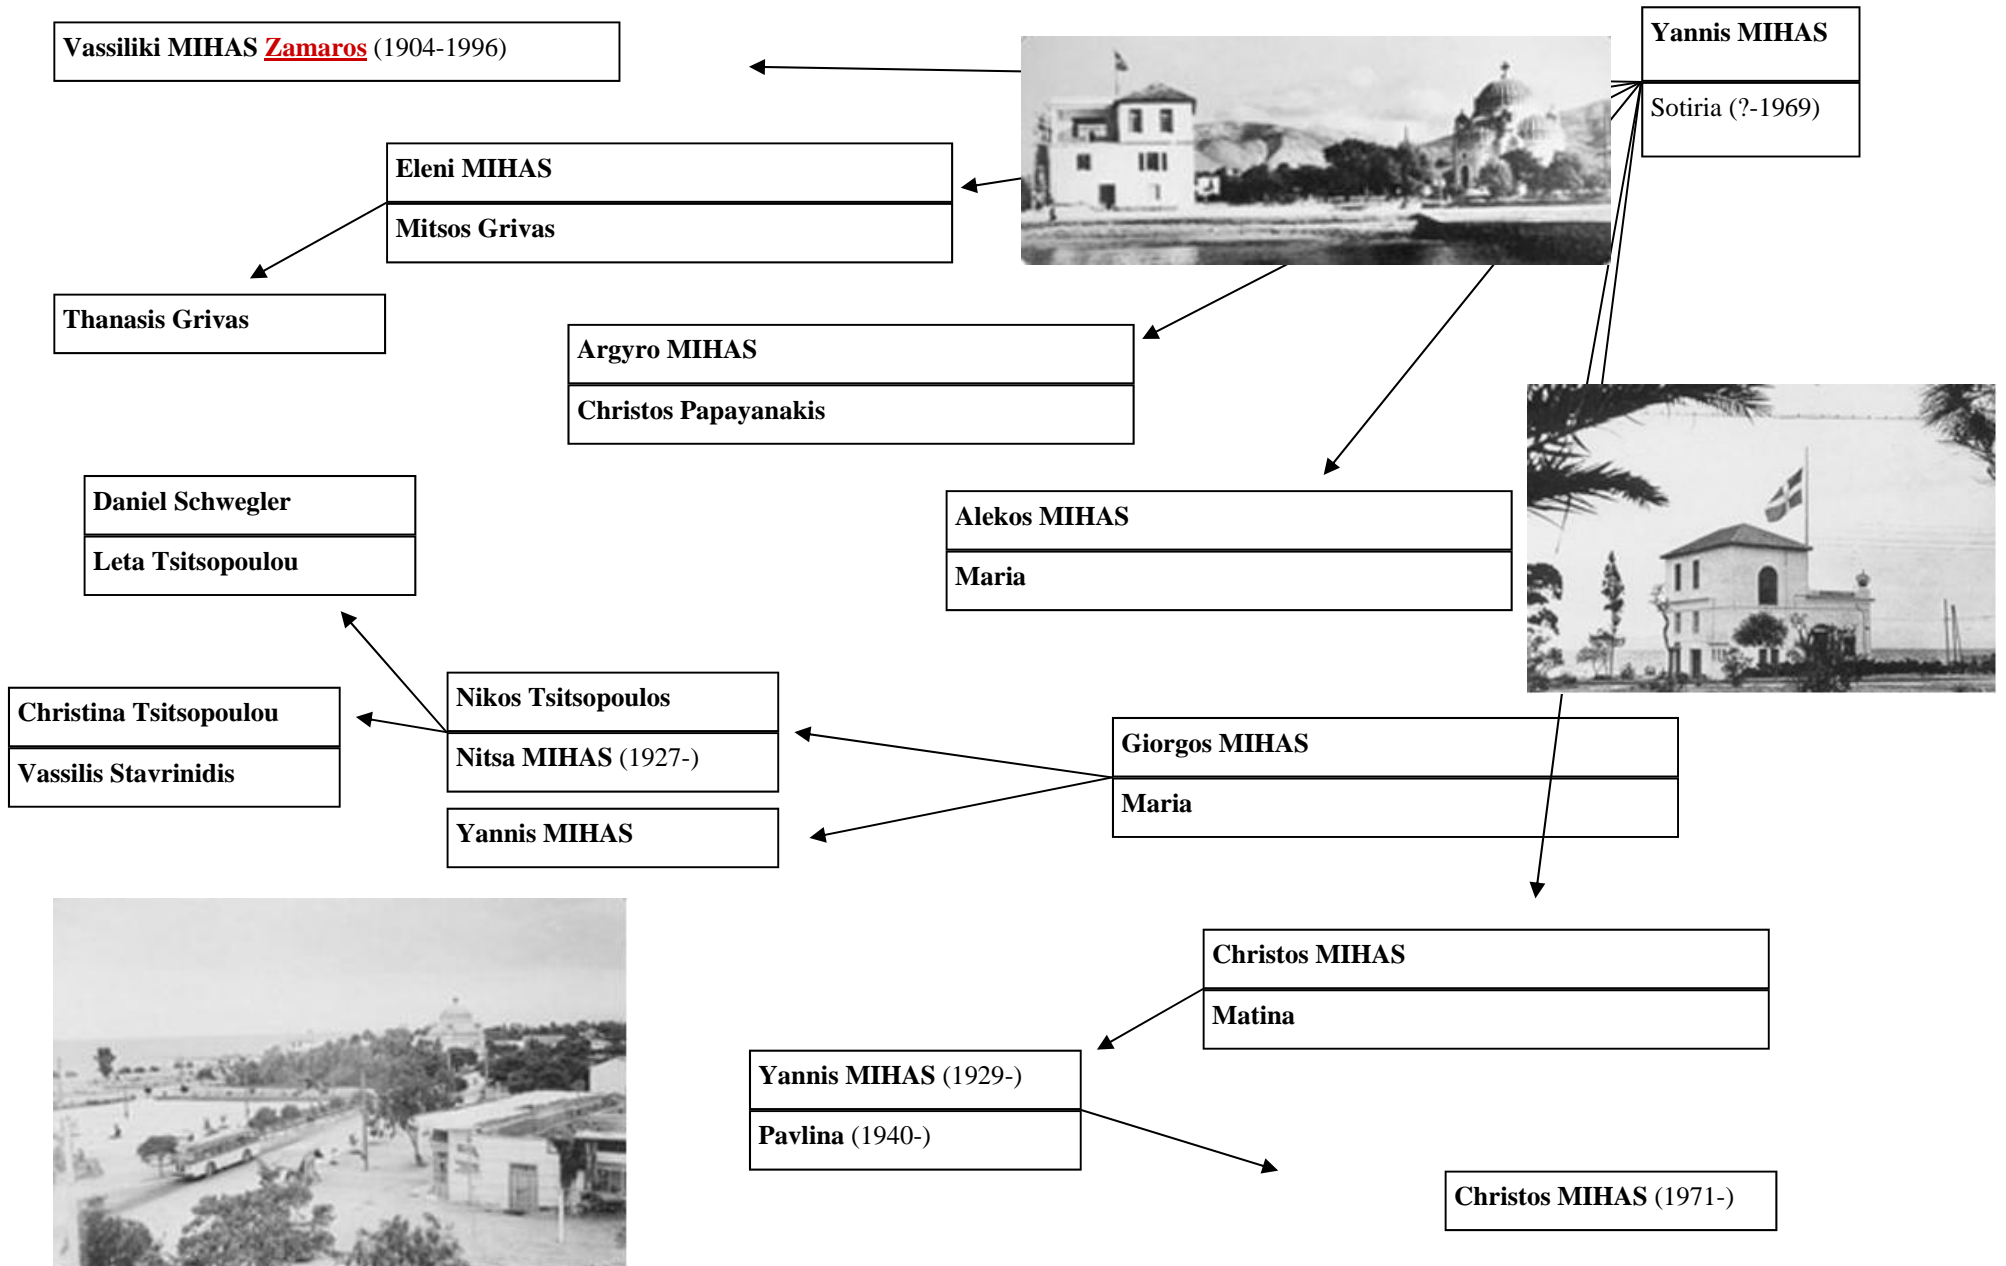 Vassiliki MIHAS Zamaros (1904-1996)
Yannis MIHAS
Sotiria (?-1969)
Eleni MIHAS
Mitsos Grivas
Thanasis Grivas
Argyro MIHAS
Christos Papayanakis
Daniel Schwegler
Leta Tsitsopoulou
Alekos MIHAS
Maria
Christina Tsitsopoulou
Vassilis Stavrinidis
Nikos Tsitsopoulos
Nitsa MIHAS (1927-)
Yannis MIHAS
Giorgos MIHAS
Maria
Christos MIHAS
Matina
Yannis MIHAS (1929-)
Pavlina (1940-)
Christos MIHAS (1971-)